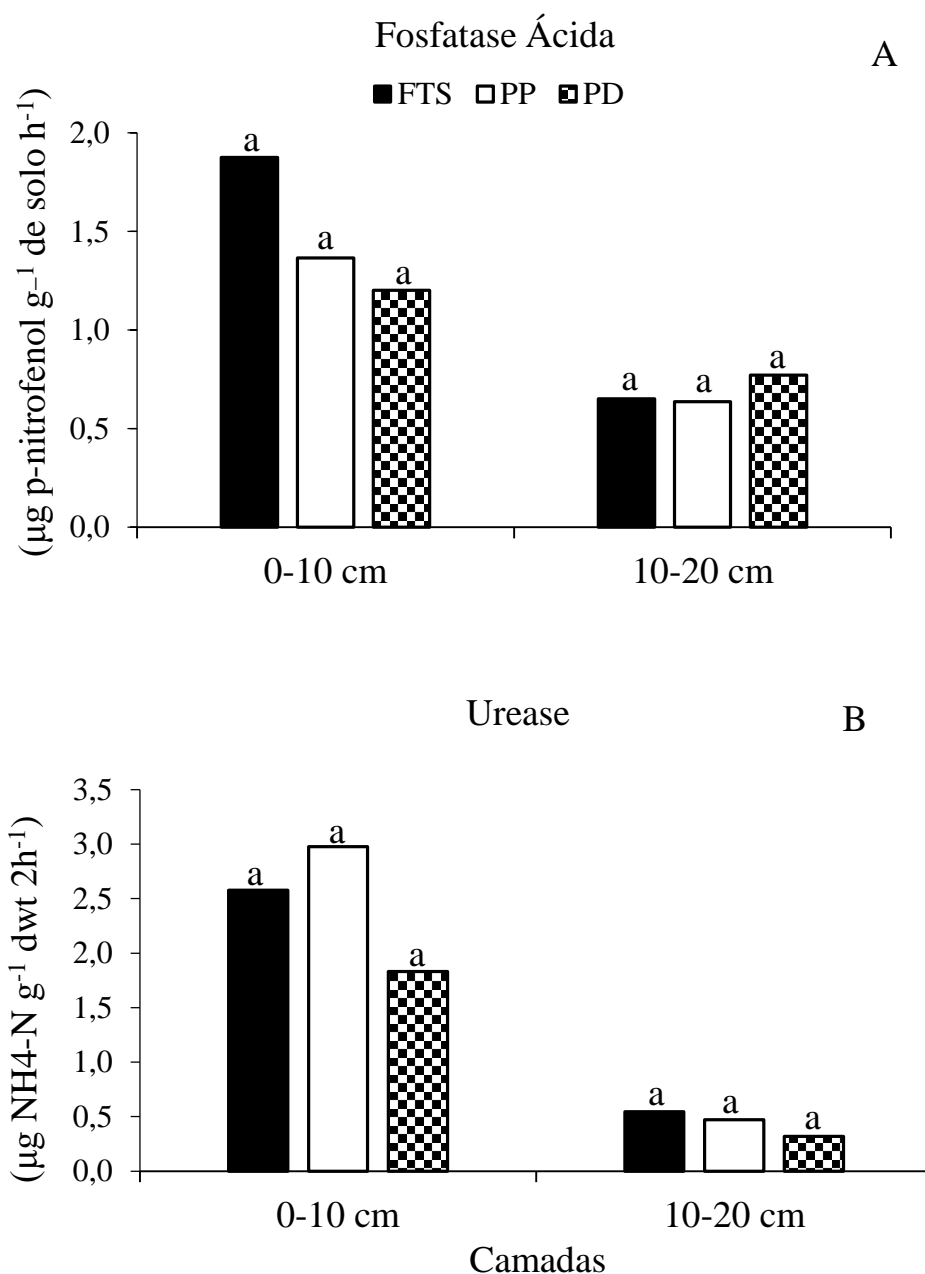 Fosfatase Ácida
A
FTS PP PD
(µg p-nitrofenol g–¹ de solo h-¹)
2,0
1,5
1,0
0,5
0,0
a
a
a
a
a
a
0-10 cm
10-20 cm
Urease
B
(µg NH4-N g-¹ dwt 2h-¹)
3,5
3,0
2,5
2,0
1,5
1,0
0,5
0,0
a
a
a
a
a
a
0-10 cm
10-20 cm
Camadas